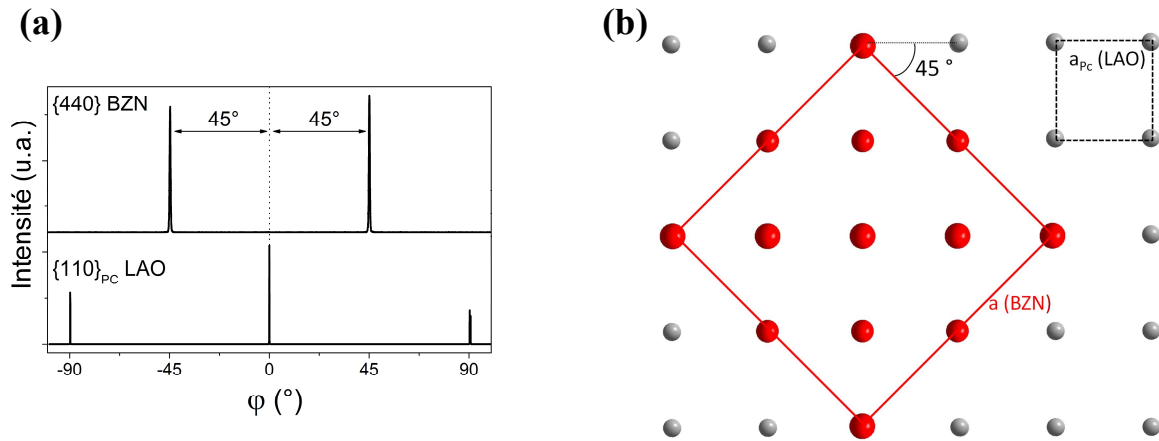 (a)
{440} BZN
45°
45°
Intensité (u.a.)
{110}PC LAO
-90
-45
0
45
90
φ (°)
(b)
45 °
aPc (LAO)
a (BZN)